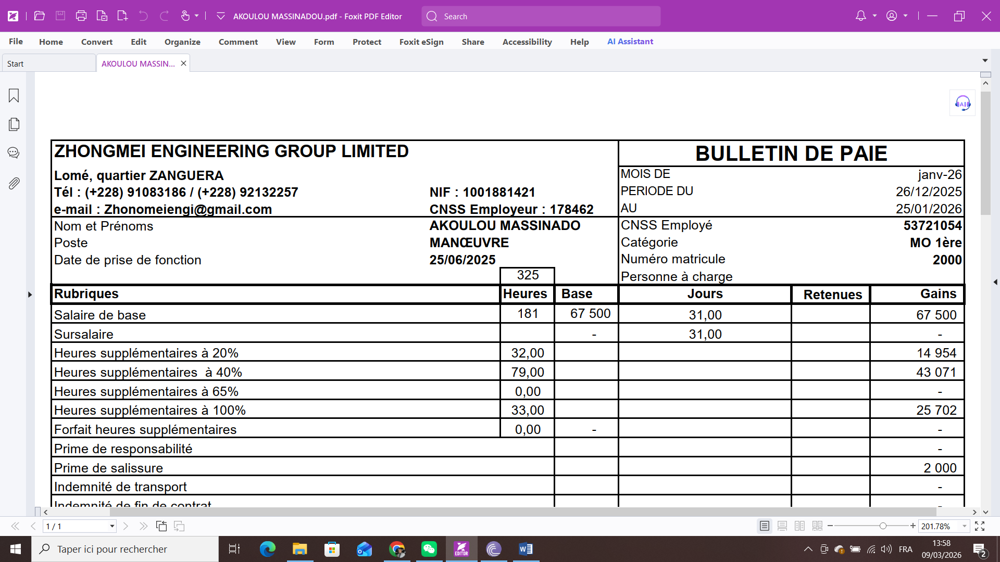 AKOULOU MASSINADOU.pdf - Foxit PDF Editor
Search
File Home Convert Edit Organize Comment View Form Protect Foxit eSign Share Accessibility Help AI Assistant
Start
AKOULOU MASSIN...
AI
ZHONGMEI ENGINEERING GROUP LIMITED
BULLETIN DE PAIE
Lomé, quartier ZANGUERA
MOIS DE janv-26
Tél : (+228) 91083186 / (+228) 92132257 NIF : 1001881421
PERIODE DU 26/12/2025
e-mail : Zhonomeiengi@gmail.com CNSS Employeur : 178462
AU 25/01/2026
Nom et Prénoms AKOULOU MASSINADO
CNSS Employé 53721054
Poste MANŒUVRE
Catégorie MO 1ère
Date de prise de fonction 25/06/2025
Numéro matricule 2000
325
Personne à charge
Rubriques Heures Base Jours Retenues Gains
Salaire de base 181 67 500 31,00 67 500
Sursalaire - 31,00 -
Heures supplémentaires à 20% 32,00 14 954
Heures supplémentaires  à 40% 79,00 43 071
Heures supplémentaires à 65% 0,00 -
Heures supplémentaires à 100% 33,00 25 702
Forfait heures supplémentaires 0,00 - -
Prime de responsabilité -
Prime de salissure 2 000
Indemnité de transport -
Indemnité de fin de contrat -
1 / 1
201.78%
Taper ici pour rechercher
EDITOR
FRA
13:58
09/03/2026
2